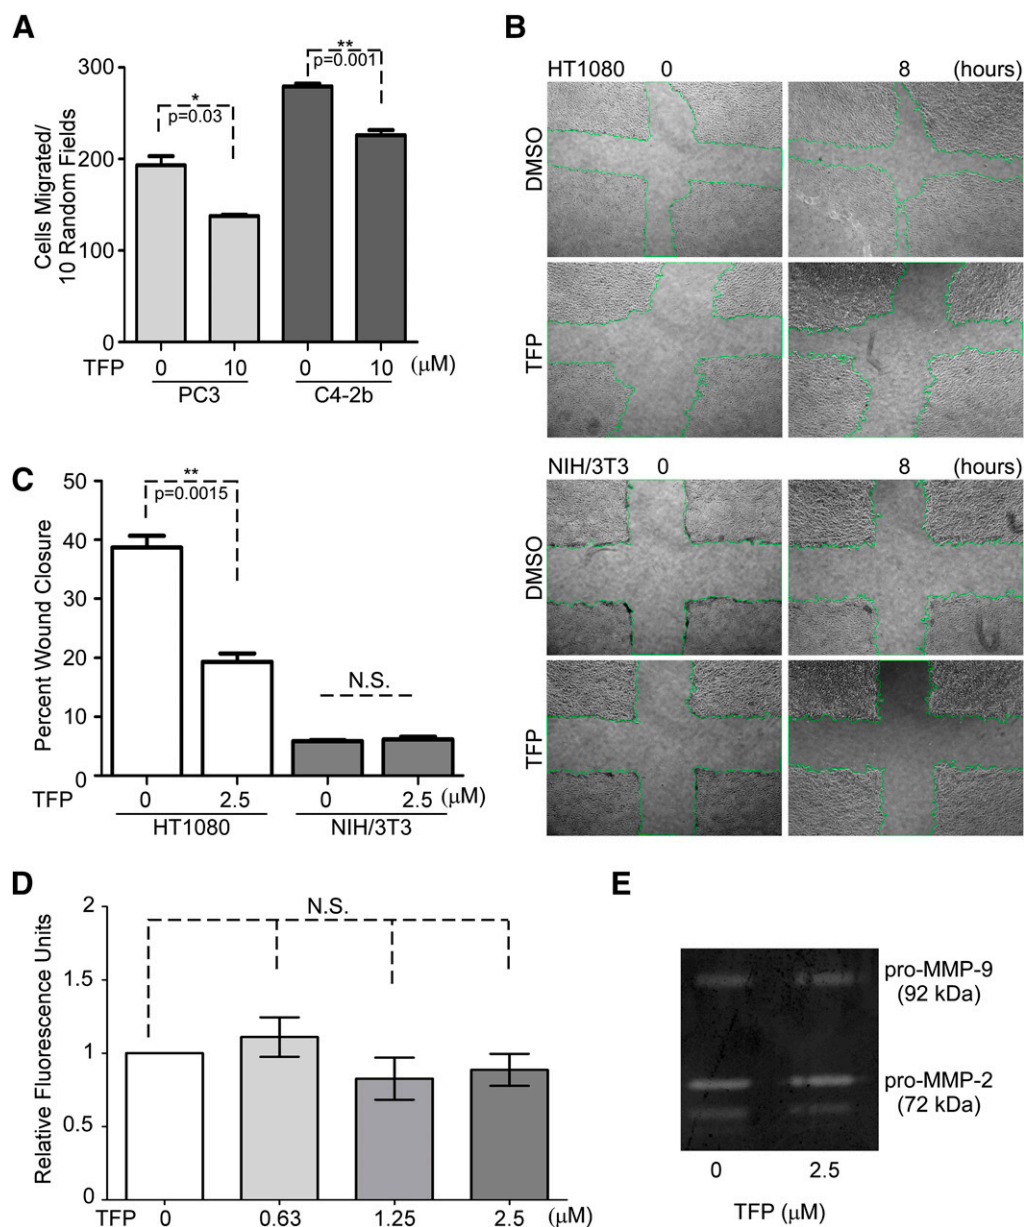 A
**
p=0.001
*
p=0.03
Cells Migrated/
10 Random Fields
300
200
100
0
TFP 0 10 0 10 (μM)
PC3 C4-2b
B
HT1080 0 8 (hours)
DMSO
TFP
NIH/3T3 0 8 (hours)
DMSO
TFP
C
**
p=0.0015
N.S.
Percent Wound Closure
50
40
30
20
10
0
TFP 0 2.5 0 2.5 (μM)
HT1080 NIH/3T3
D
N.S.
Relative Fluorescence Units
2
1.5
1
0.5
0
TFP 0 0.63 1.25 2.5 (μM)
E
pro-MMP-9
(92 kDa)
pro-MMP-2
(72 kDa)
0 2.5
TFP (μM)